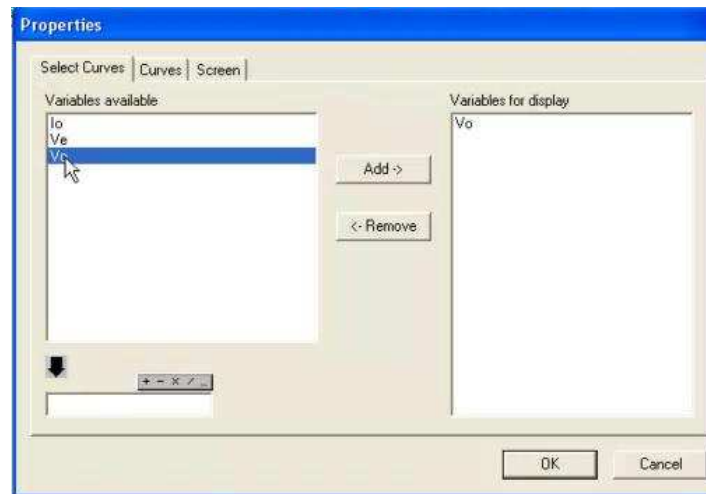 Properties
Select Curves Curves Screen
Variables available
Variables for display
Io
Ve
Vo
Add ->
<- Remove
+ - × / _
OK
Cancel